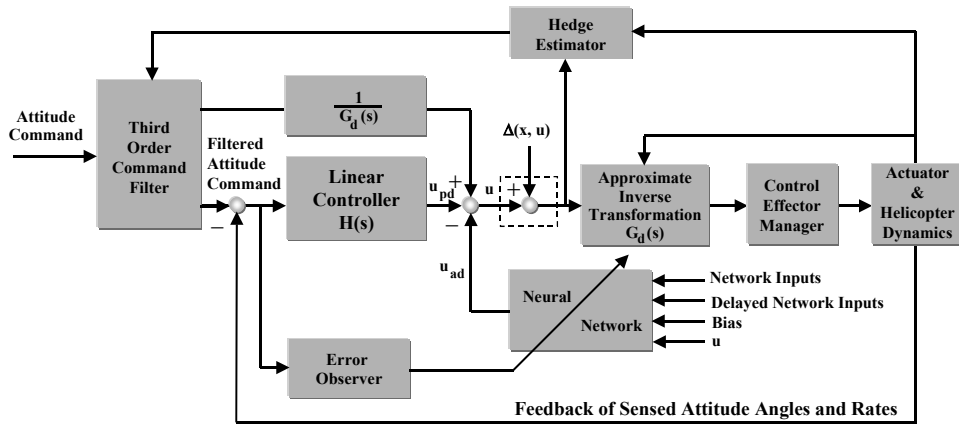 Hedge
Estimator
Attitude
Command
Third
Order
Command
Filter
1
G_d(s)
Filtered
Attitude
Command
−
Linear
Controller
H(s)
u_pd
+
−
u
Δ(x, u)
+
Approximate
Inverse
Transformation
G_d(s)
Control
Effector
Manager
Actuator
&
Helicopter
Dynamics
u_ad
Neural
Network
Network Inputs
Delayed Network Inputs
Bias
u
Error
Observer
Feedback of Sensed Attitude Angles and Rates